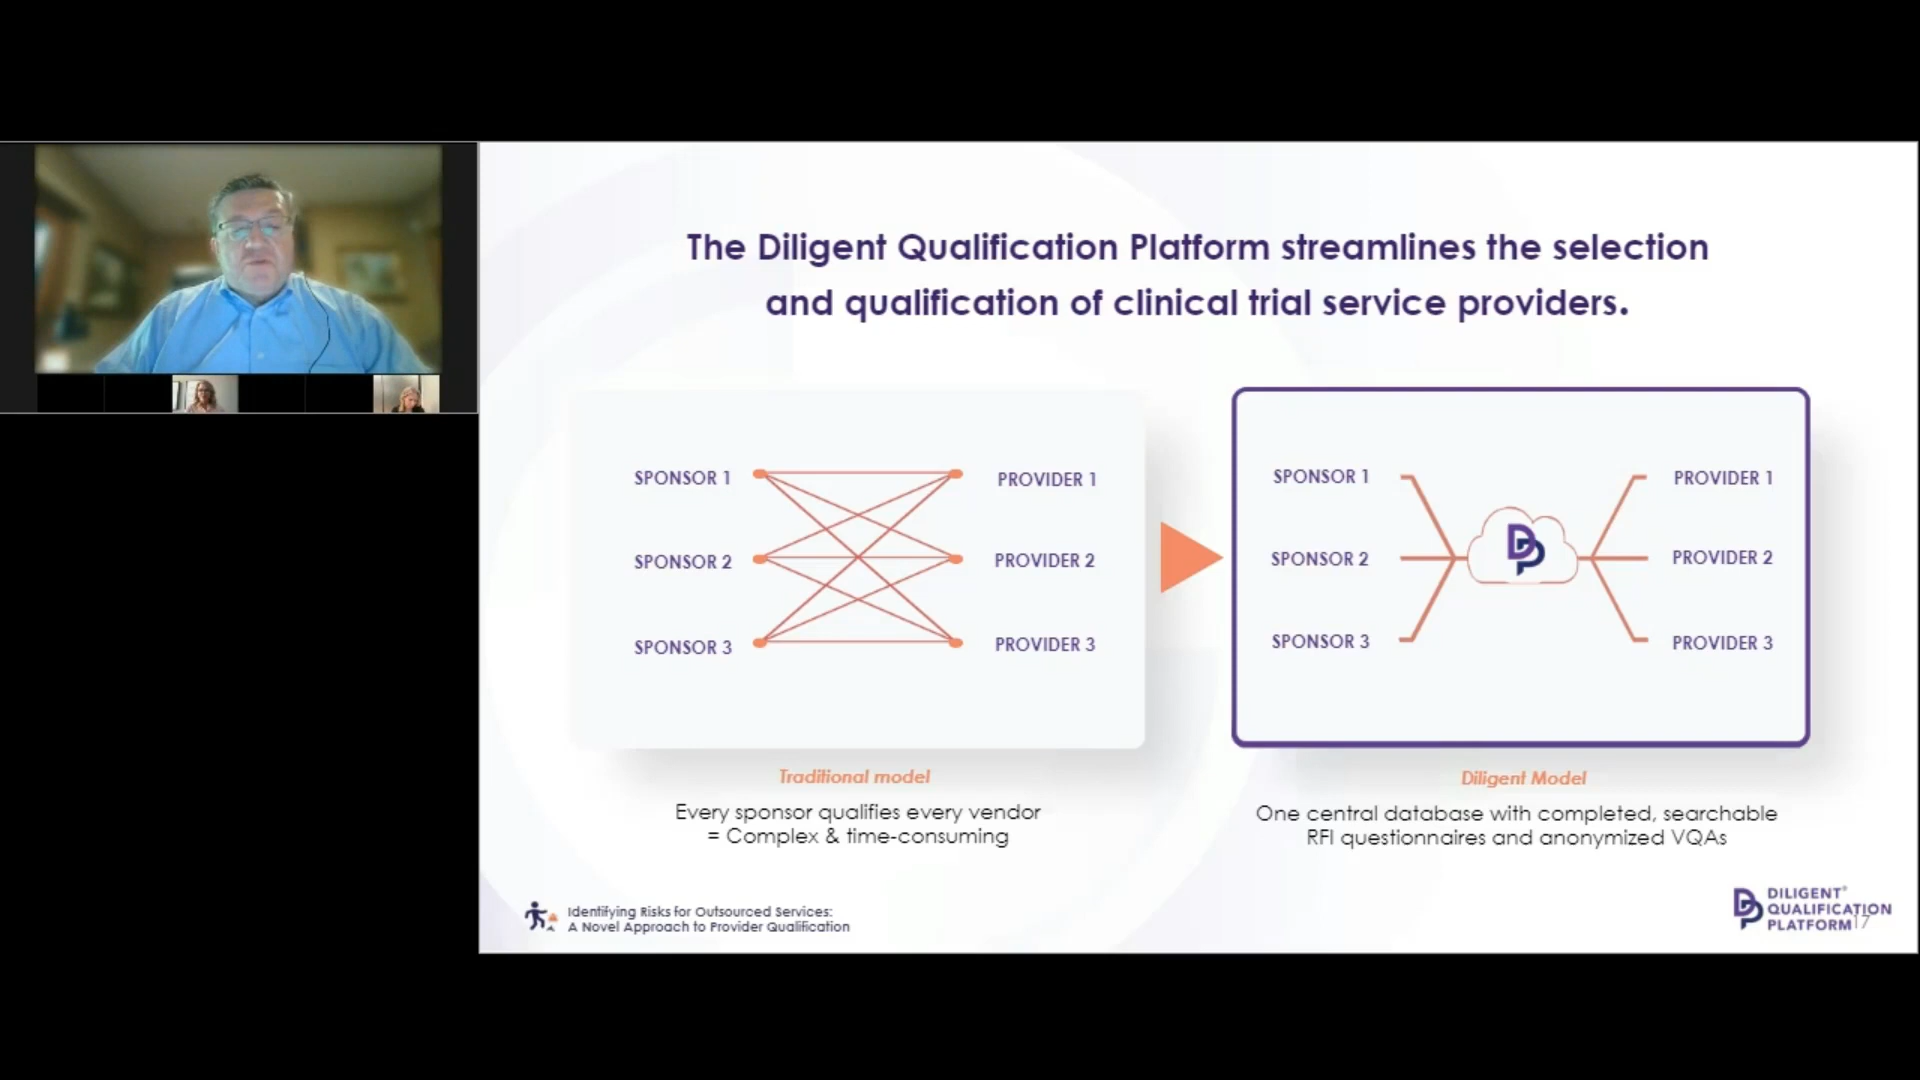 The Diligent Qualification Platform streamlines the selection
and qualification of clinical trial service providers.
SPONSOR 1
PROVIDER 1
SPONSOR 2
PROVIDER 2
SPONSOR 3
PROVIDER 3
Traditional model
Every sponsor qualifies every vendor
= Complex & time-consuming
SPONSOR 1
PROVIDER 1
SPONSOR 2
DP
PROVIDER 2
SPONSOR 3
PROVIDER 3
Diligent Model
One central database with completed, searchable
RFI questionnaires and anonymized VQAs
Identifying Risks for Outsourced Services:
A Novel Approach to Provider Qualification
DP
DILIGENT®
QUALIFICATION
PLATFORM
17